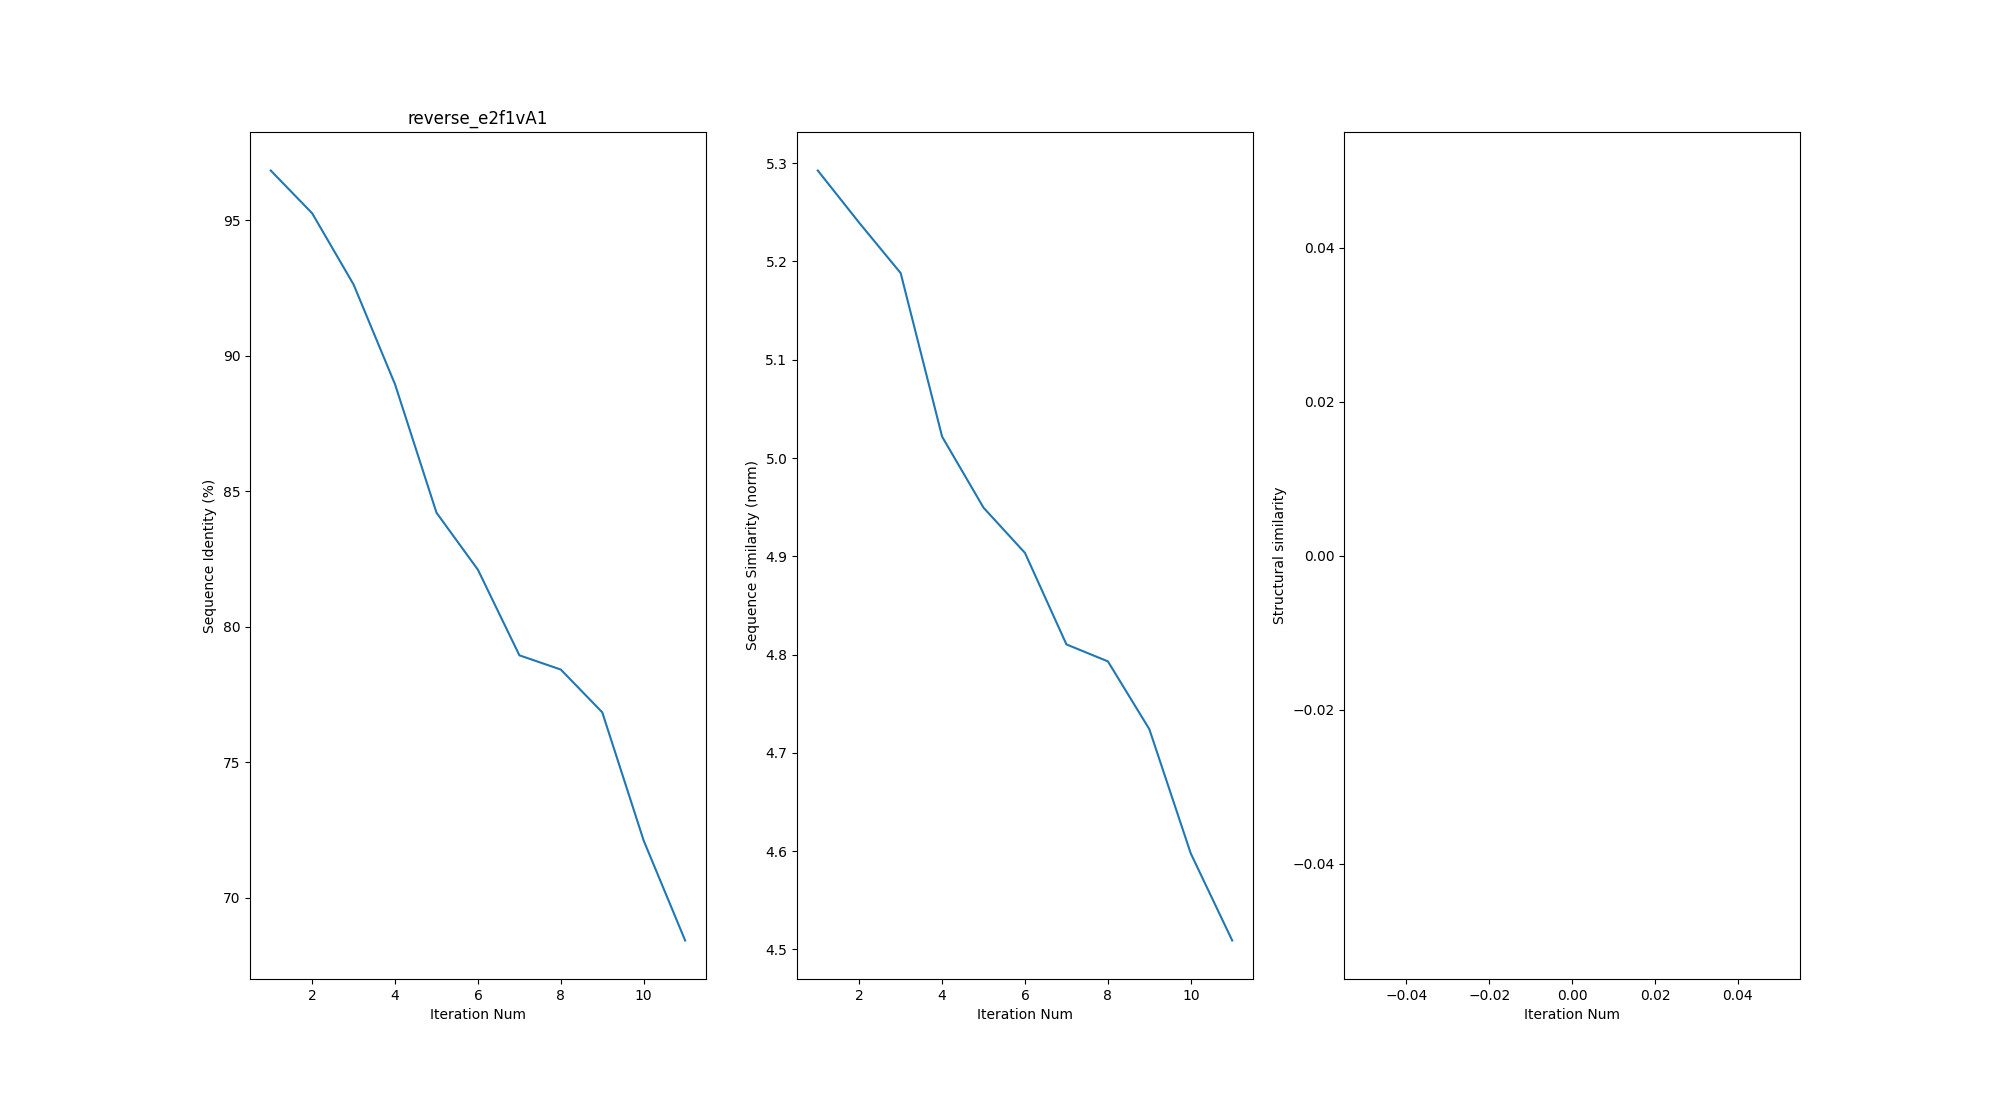 reverse_e2f1vA1
Sequence Identity (%)
95
90
85
80
75
70
2 4 6 8 10
Iteration Num
Sequence Similarity (norm)
5.3
5.2
5.1
5.0
4.9
4.8
4.7
4.6
4.5
2 4 6 8 10
Iteration Num
Structural similarity
0.04
0.02
0.00
−0.02
−0.04
−0.04 −0.02 0.00 0.02 0.04
Iteration Num